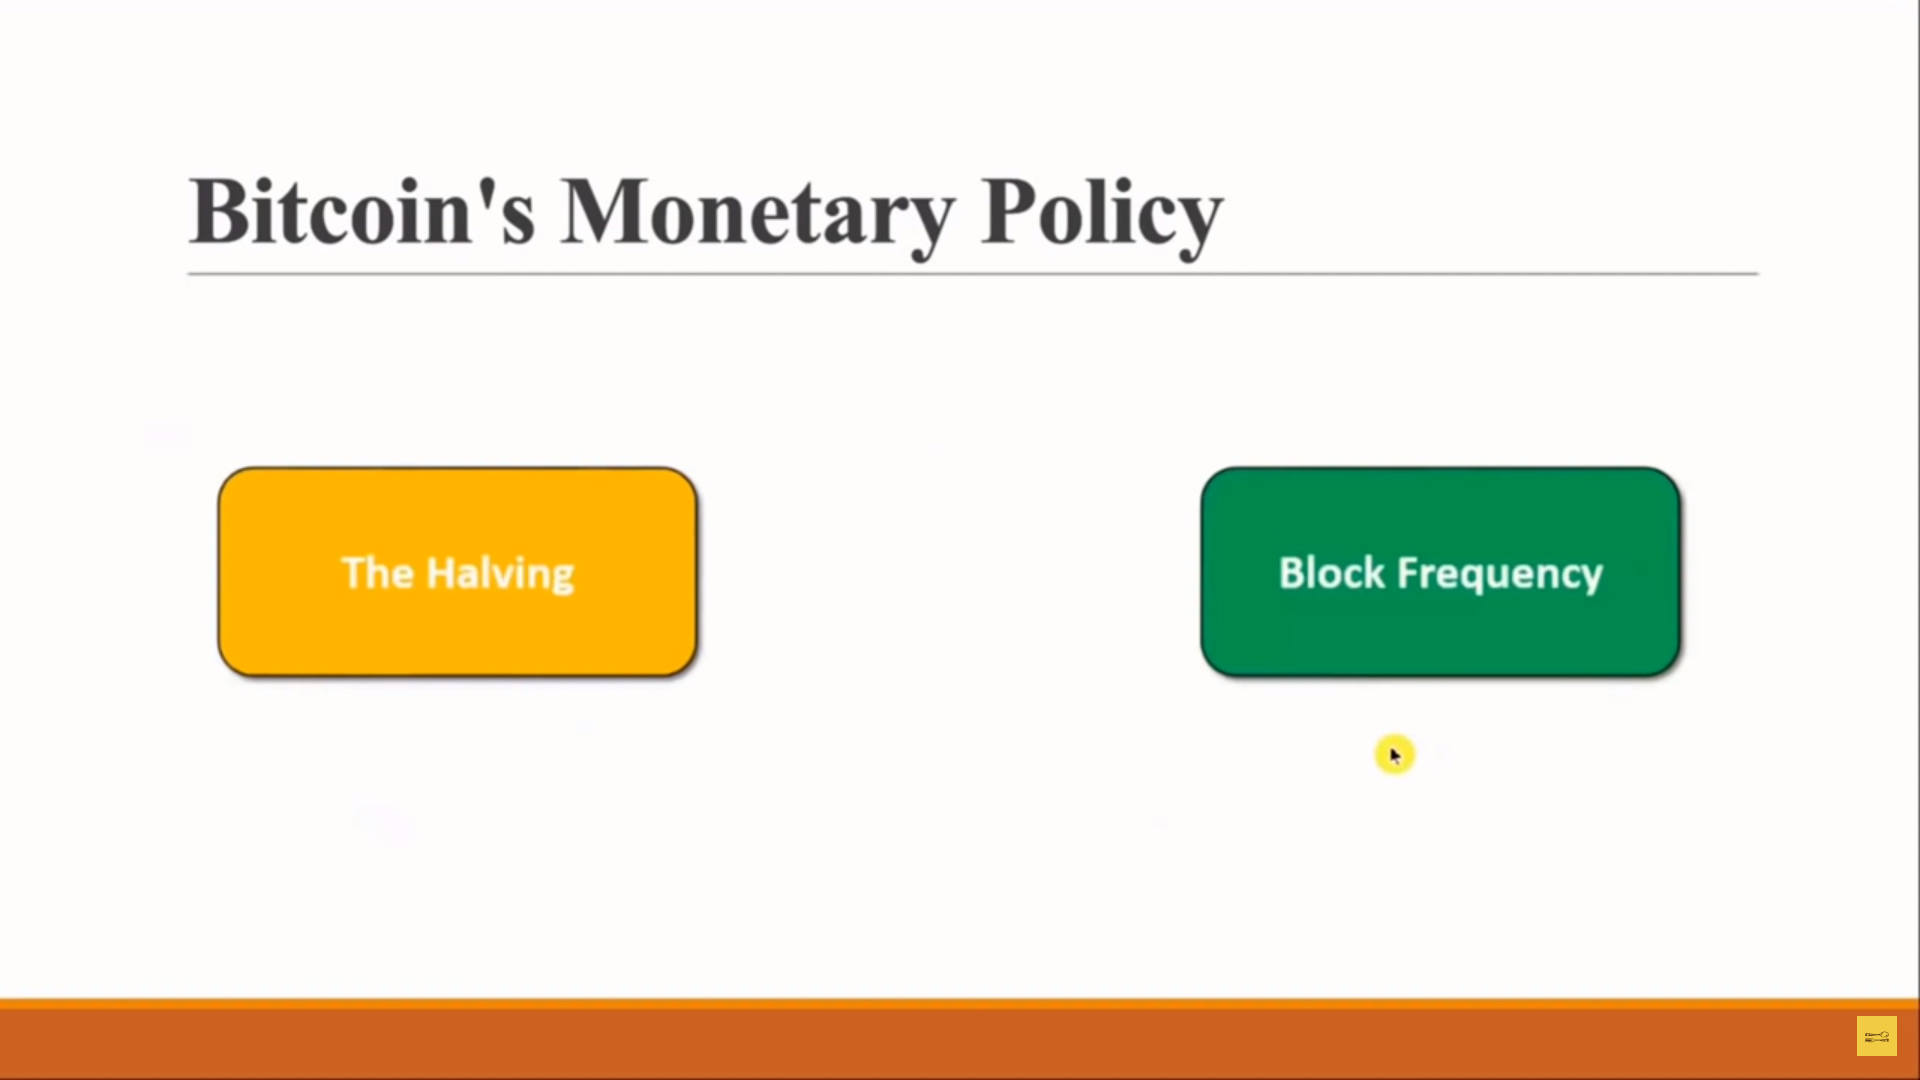 Bitcoin's Monetary Policy
The Halving
Block Frequency